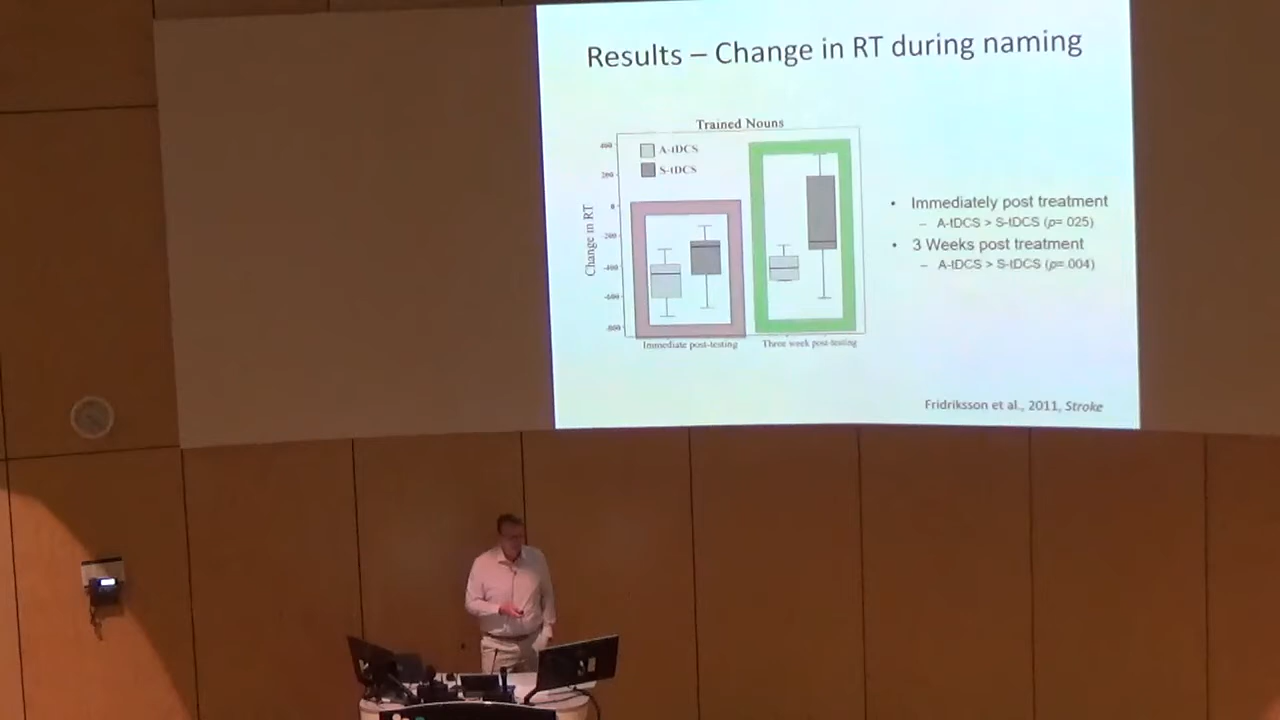 Results – Change in RT during naming
Trained Nouns
A-tDCS
S-tDCS
Change in RT
400
200
0
-200
-400
-600
-800
Immediate post-testing
Three week post-testing
• Immediately post treatment
– A-tDCS > S-tDCS (p=.025)
• 3 Weeks post treatment
– A-tDCS > S-tDCS (p=.004)
Fridriksson et al., 2011, Stroke